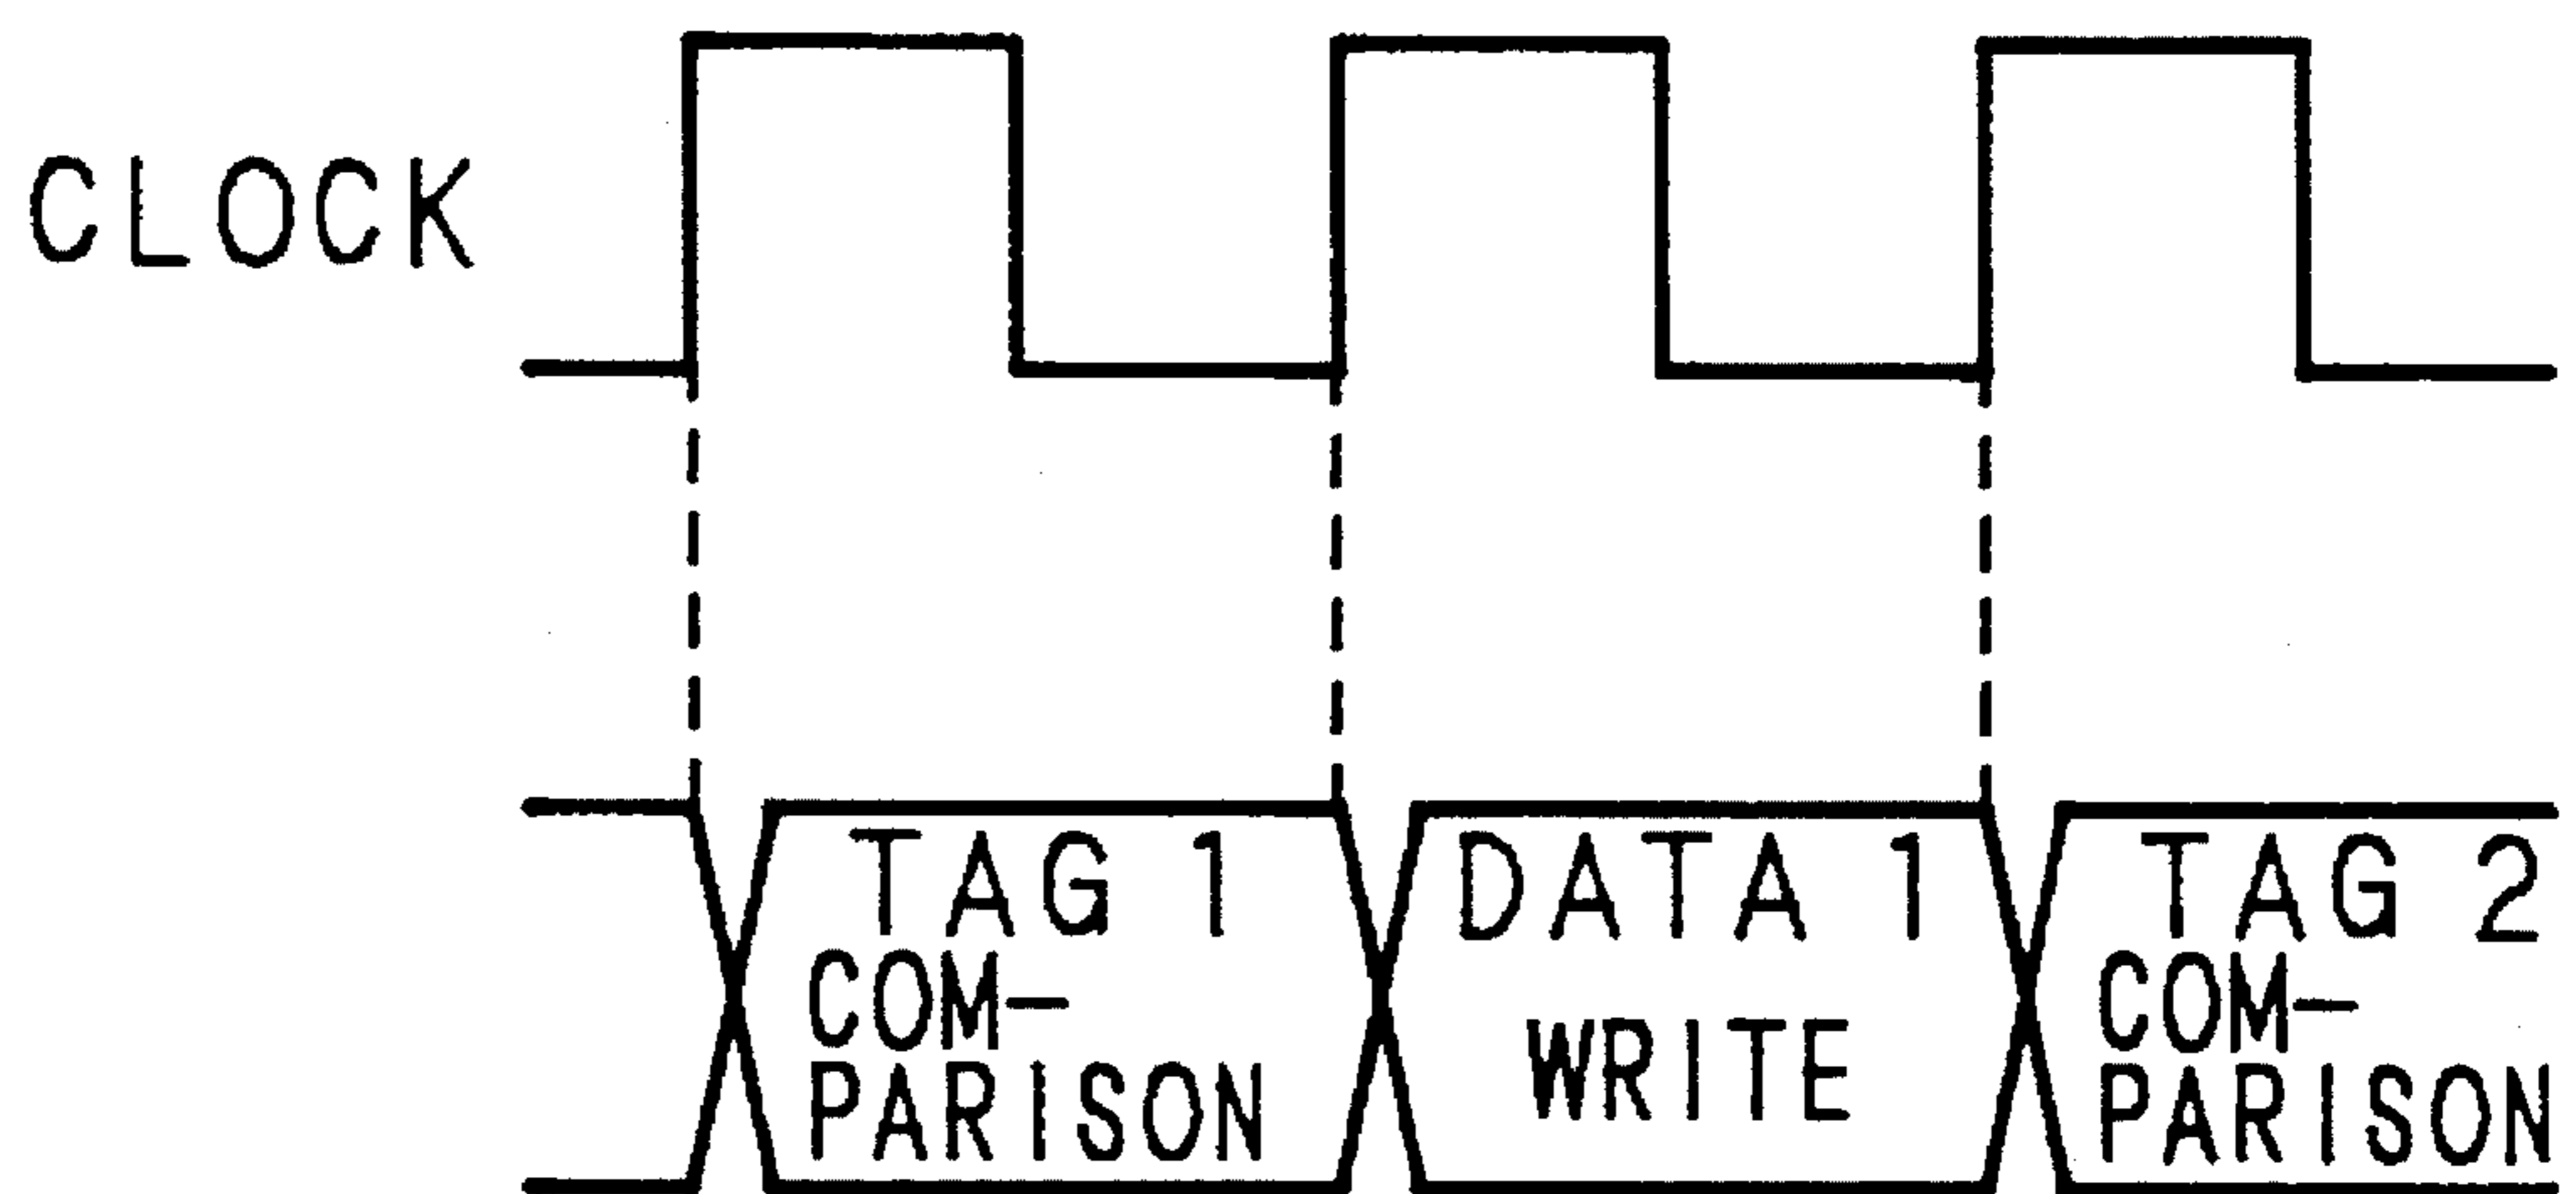 CLOCK
TAG 1
COM-
PARISON
DATA 1
WRITE
TAG 2
COM-
PARISON